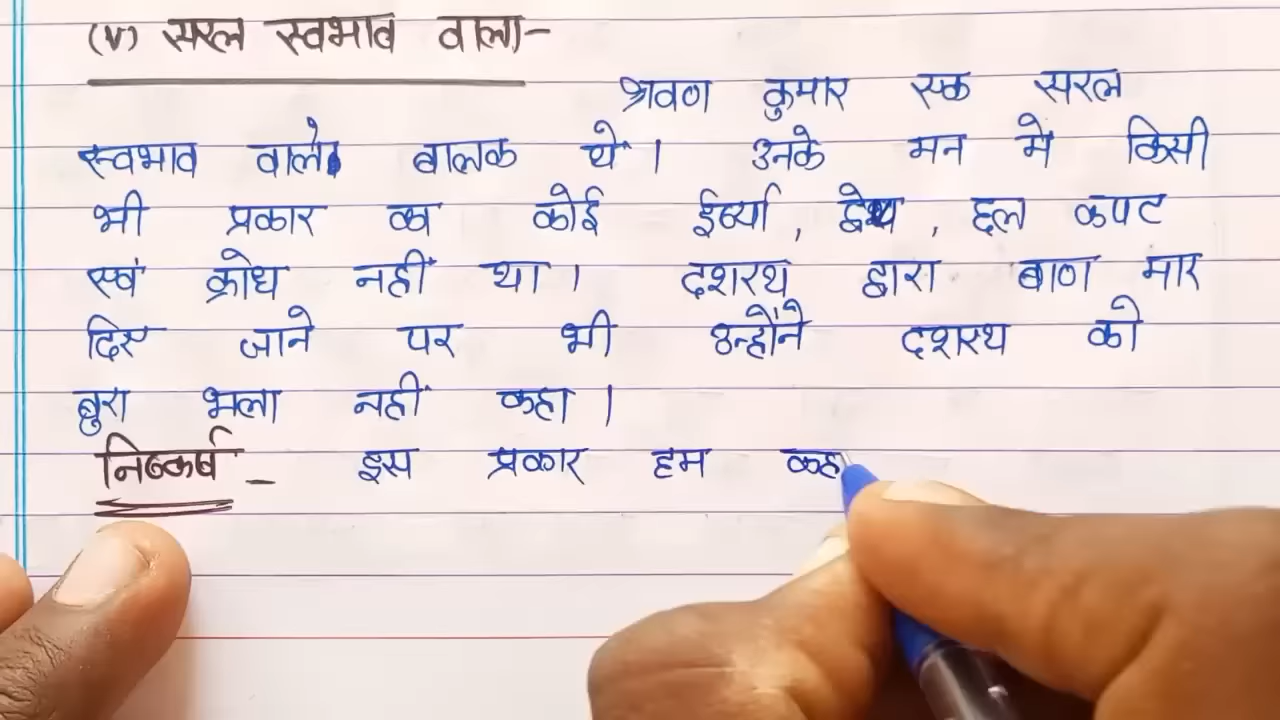 (v) सरल स्वभाव वाला-
श्रवण कुमार एक सरल
स्वभाव वाले बालक थे। उनके मन मे किसी
भी प्रकार का कोई ईर्ष्या, द्वेष, छल कपट
एवं क्रोध नहीं था। दशरथ द्वारा बाण मार
दिए जाने पर भी उन्होंने दशरथ को
बुरा भला नहीं कहा।
निष्कर्ष - इस प्रकार हम कह